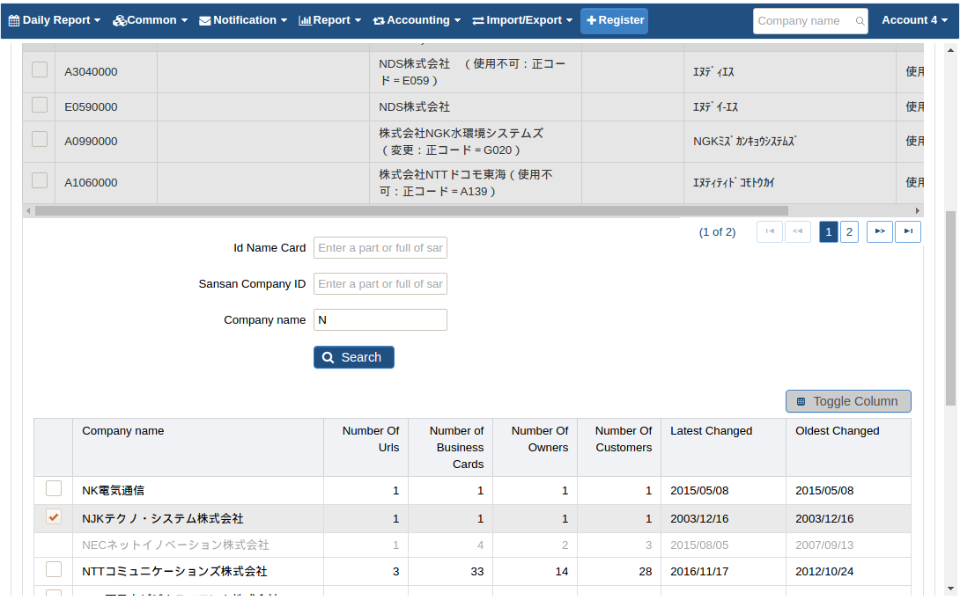 Daily Report Common Notification Report Accounting Import/Export Register Company name Account 4
A3040000 NDS株式会社 （使用不可：正コー ｴﾇﾃﾞｨｴｽ 使用
ド＝E059）
E0590000 NDS株式会社 ｴﾇﾃﾞｲ-ｴｽ 使用
A0990000 株式会社NGK水環境システムズ NGKﾐｽﾞｶﾝｷｮｳｼｽﾃﾑｽﾞ 使用
（変更：正コード＝G020）
A1060000 株式会社NTTドコモ東海（使用不 ｴﾇﾃｨﾃｨﾄﾞｺﾓﾄｳｶｲ 使用
可：正コード＝A139）
(1 of 2) 1 2
Id Name Card Enter a part or full of sar
Sansan Company ID Enter a part or full of sar
Company name N
Search
Toggle Column
Company name Number Of Urls Number of Business Cards Number Of Owners Number Of Customers Latest Changed Oldest Changed
NK電気通信 1 1 1 1 2015/05/08 2015/05/08
NJKテクノ・システム株式会社 1 1 1 1 2003/12/16 2003/12/16
NECネットイノベーション株式会社 1 4 2 3 2015/08/05 2007/09/13
NTTコミュニケーションズ株式会社 3 33 14 28 2016/11/17 2012/10/24